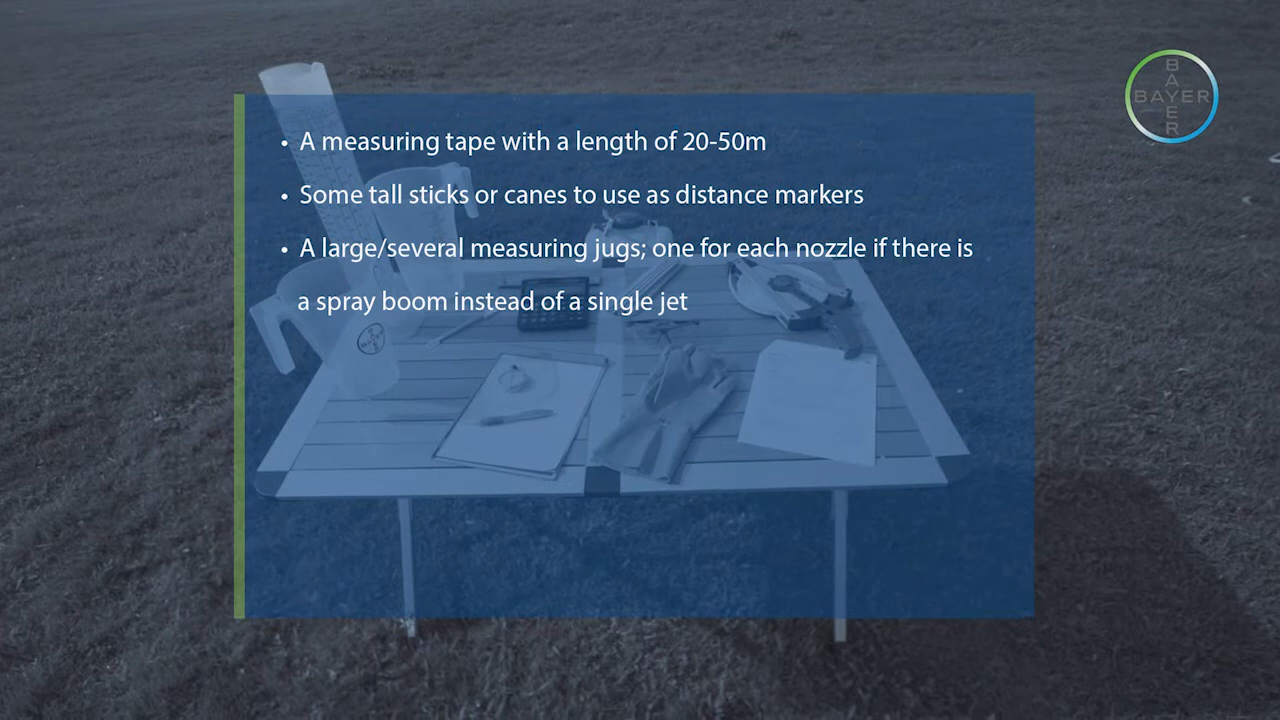 BAYER
BAYER
• A measuring tape with a length of 20-50m
• Some tall sticks or canes to use as distance markers
• A large/several measuring jugs; one for each nozzle if there is
a spray boom instead of a single jet